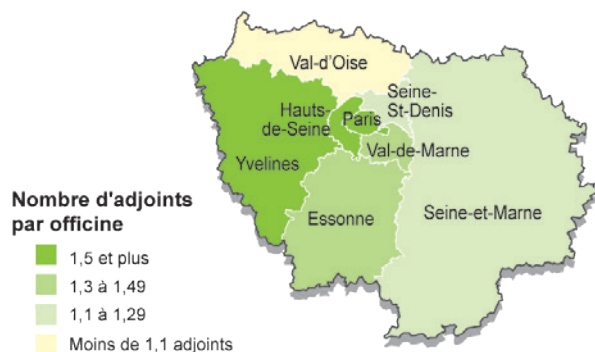 Val-d'Oise
Seine-
St-Denis
Hauts-
de-Seine
Paris
Val-de-Marne
Yvelines
Essonne
Seine-et-Marne
Nombre d'adjoints
par officine
1,5 et plus
1,3 à 1,49
1,1 à 1,29
Moins de 1,1 adjoints